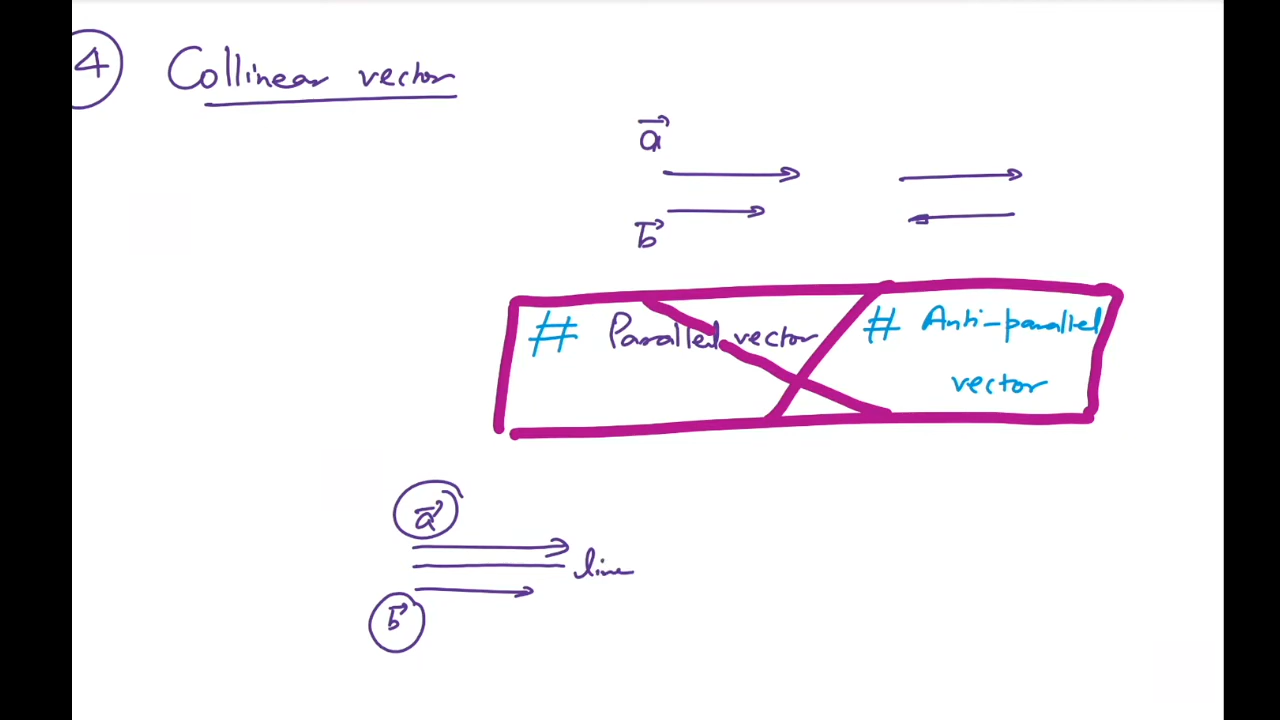 4 Collinear vector
a
b
# Parallel vector # Anti-parallel
vector
a
line
b